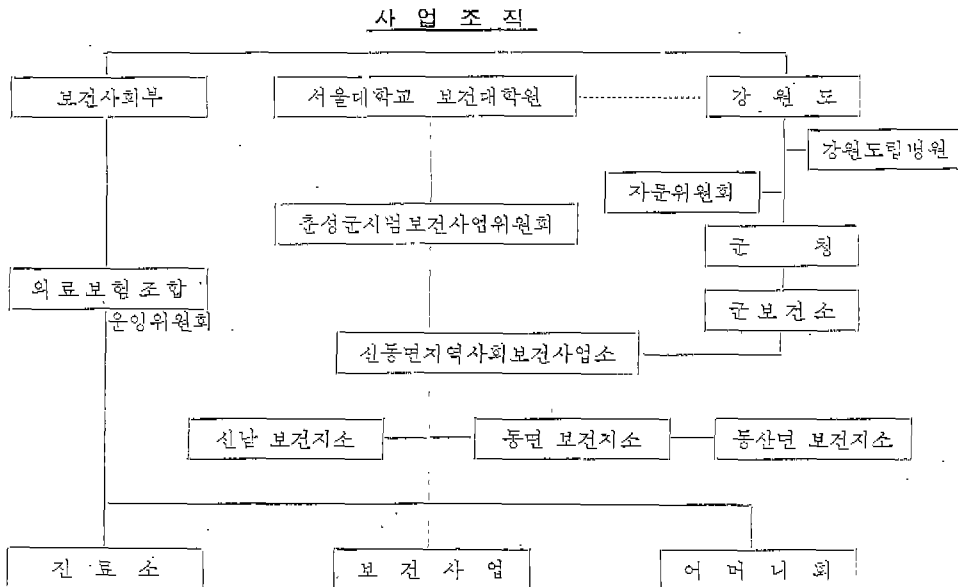 사 업 조 직
보건사회부
서울대학교 보건대학원
강 원 도
강원도립병원
자문위원회
춘성군시범보건사업위원회
군 청
의료보험조합
운영위원회
군 보건소
신동면지역사회보건사업소
신남 보건지소
동면 보건지소
동산면 보건지소
진 료 소
보 건 사 업
어 머 니 회